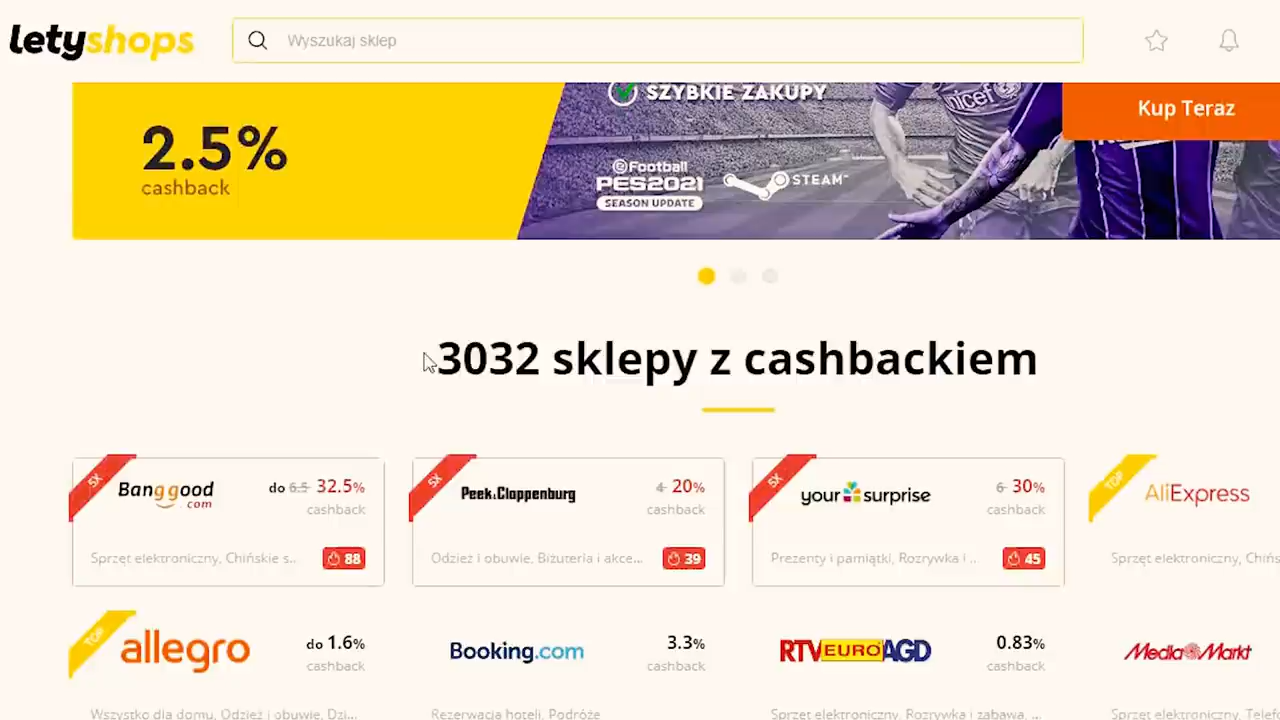 letyshops
Wyszukaj sklep
2.5%
cashback
SZYBKIE ZAKUPY
unicef
eFootball
PES2021
SEASON UPDATE
STEAM™
Kup Teraz
3032 sklepy z cashbackiem
5X
Banggood
.com
do 6.5 32.5%
cashback
Sprzęt elektroniczny, Chińskie s...
88
5X
Peek&Cloppenburg
4 20%
cashback
Odzież i obuwie, Biżuteria i akce...
39
5X
your surprise
6 30%
cashback
Prezenty i pamiątki, Rozrywka i ...
45
TOP
AliExpress
Sprzęt elektroniczny, Chińs
TOP
allegro
do 1.6%
cashback
Wszystko dla domu, Odzież i obuwie, Dzi...
Booking.com
3.3%
cashback
Rezerwacja hoteli, Podróże
RTV EURO AGD
0.83%
cashback
Sprzęt elektroniczny, Rozrywka i zabawa, ...
Media Markt
Sprzęt elektroniczny, Telef